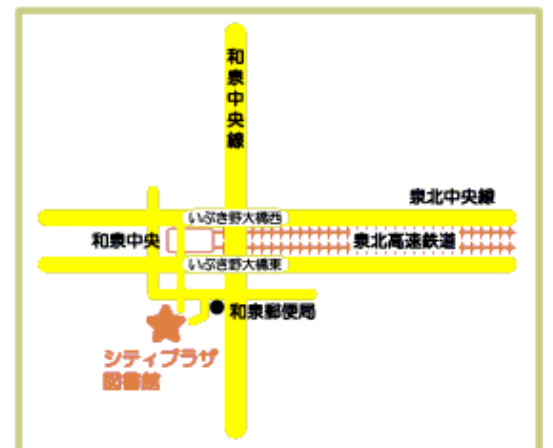 和泉中央線
泉北中央線
いぶき野大橋西
和泉中央
泉北高速鉄道
いぶき野大橋東
和泉郵便局
シティプラザ
図書館